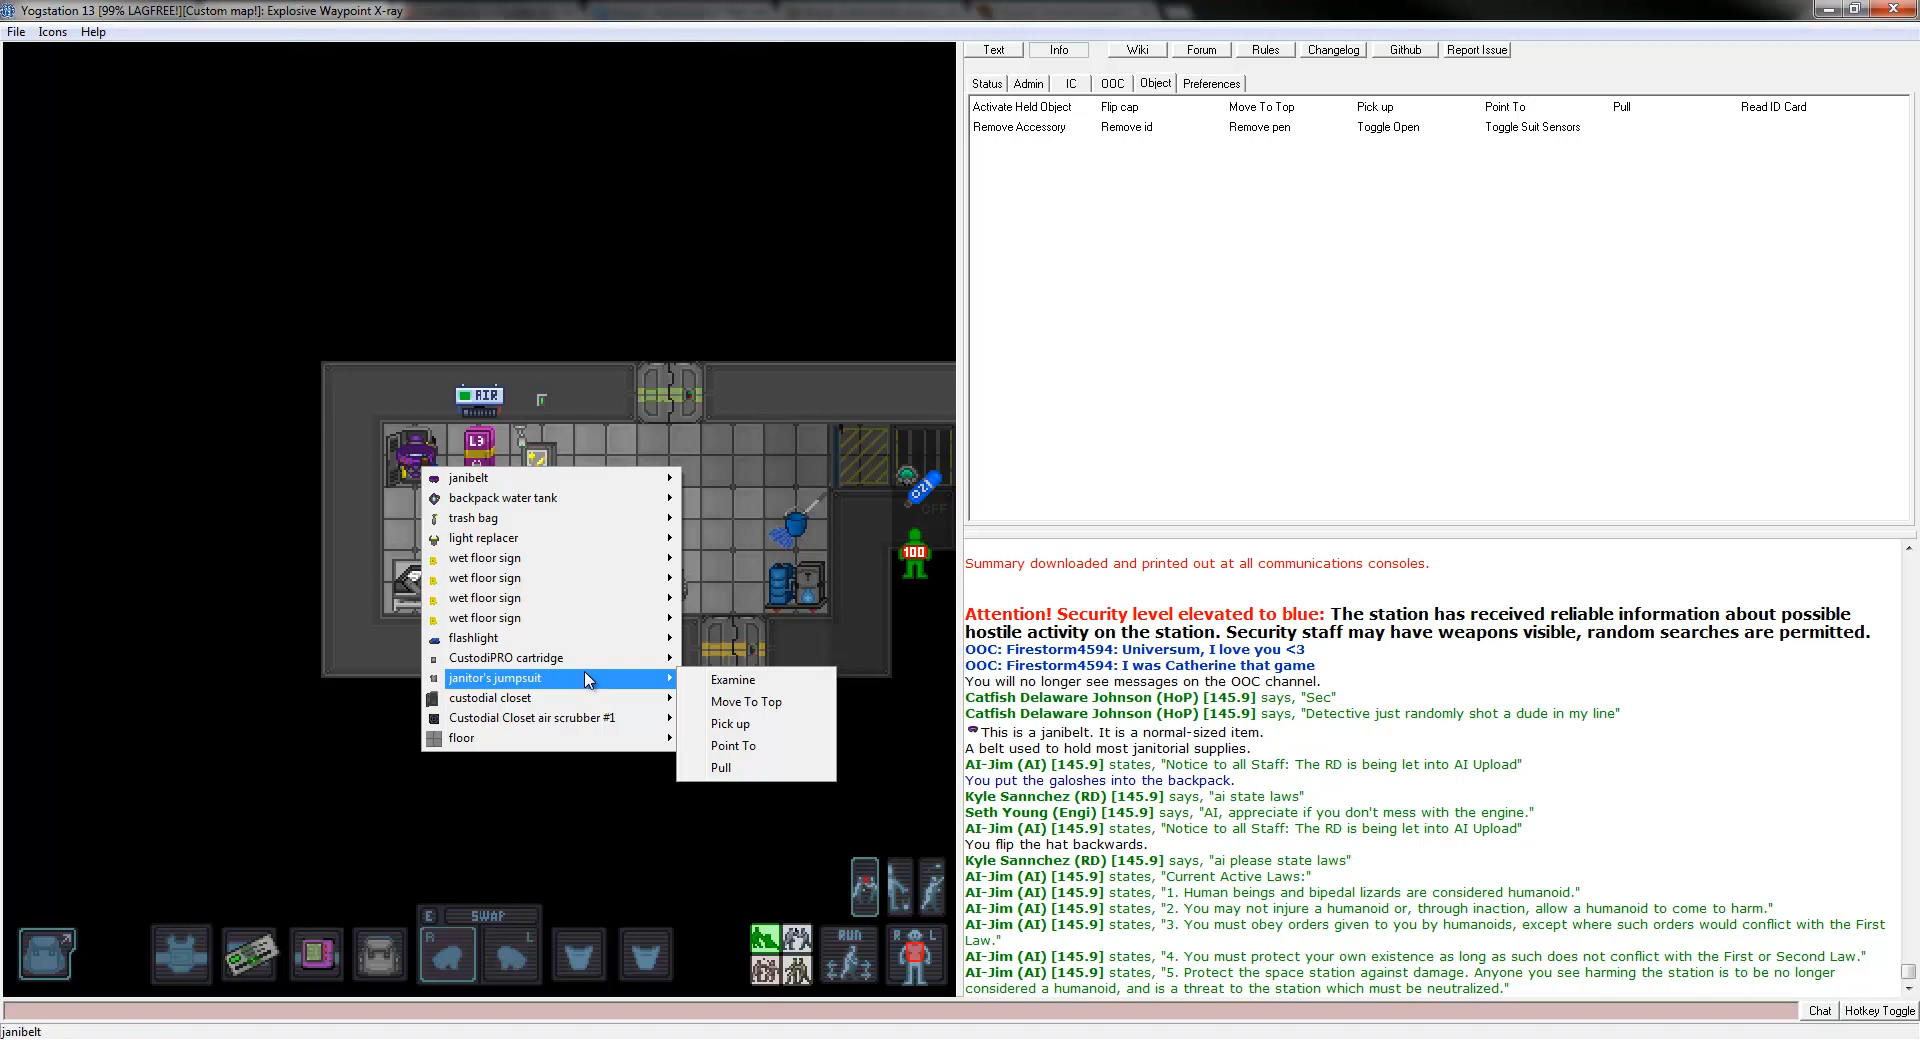 Yogstation 13 [99% LAGFREE!][Custom map!]: Explosive Waypoint X-ray
File Icons Help
Text Info Wiki Forum Rules Changelog Github Report Issue
Status Admin IC OOC Object Preferences
Activate Held Object Flip cap Move To Top Pick up Point To Pull Read ID Card
Remove Accessory Remove id Remove pen Toggle Open Toggle Suit Sensors
AIR
L3
O21
OFF
100
janibelt
backpack water tank
trash bag
light replacer
wet floor sign
wet floor sign
wet floor sign
wet floor sign
flashlight
CustodiPRO cartridge
janitor's jumpsuit
custodial closet
Custodial Closet air scrubber #1
floor
Examine
Move To Top
Pick up
Point To
Pull
E SWAP
R L
RUN
R L
Summary downloaded and printed out at all communications consoles.
Attention! Security level elevated to blue: The station has received reliable information about possible
hostile activity on the station. Security staff may have weapons visible, random searches are permitted.
OOC: Firestorm4594: Universum, I love you <3
OOC: Firestorm4594: I was Catherine that game
You will no longer see messages on the OOC channel.
Catfish Delaware Johnson (HoP) [145.9] says, "Sec"
Catfish Delaware Johnson (HoP) [145.9] says, "Detective just randomly shot a dude in my line"
This is a janibelt. It is a normal-sized item.
A belt used to hold most janitorial supplies.
AI-Jim (AI) [145.9] states, "Notice to all Staff: The RD is being let into AI Upload"
You put the galoshes into the backpack.
Kyle Sannchez (RD) [145.9] says, "ai state laws"
Seth Young (Engi) [145.9] says, "AI, appreciate if you don't mess with the engine."
AI-Jim (AI) [145.9] states, "Notice to all Staff: The RD is being let into AI Upload"
You flip the hat backwards.
Kyle Sannchez (RD) [145.9] says, "ai please state laws"
AI-Jim (AI) [145.9] states, "Current Active Laws:"
AI-Jim (AI) [145.9] states, "1. Human beings and bipedal lizards are considered humanoid."
AI-Jim (AI) [145.9] states, "2. You may not injure a humanoid or, through inaction, allow a humanoid to come to harm."
AI-Jim (AI) [145.9] states, "3. You must obey orders given to you by humanoids, except where such orders would conflict with the First
Law."
AI-Jim (AI) [145.9] states, "4. You must protect your own existence as long as such does not conflict with the First or Second Law."
AI-Jim (AI) [145.9] states, "5. Protect the space station against damage. Anyone you see harming the station is to be no longer
considered a humanoid, and is a threat to the station which must be neutralized."
Chat Hotkey Toggle
janibelt